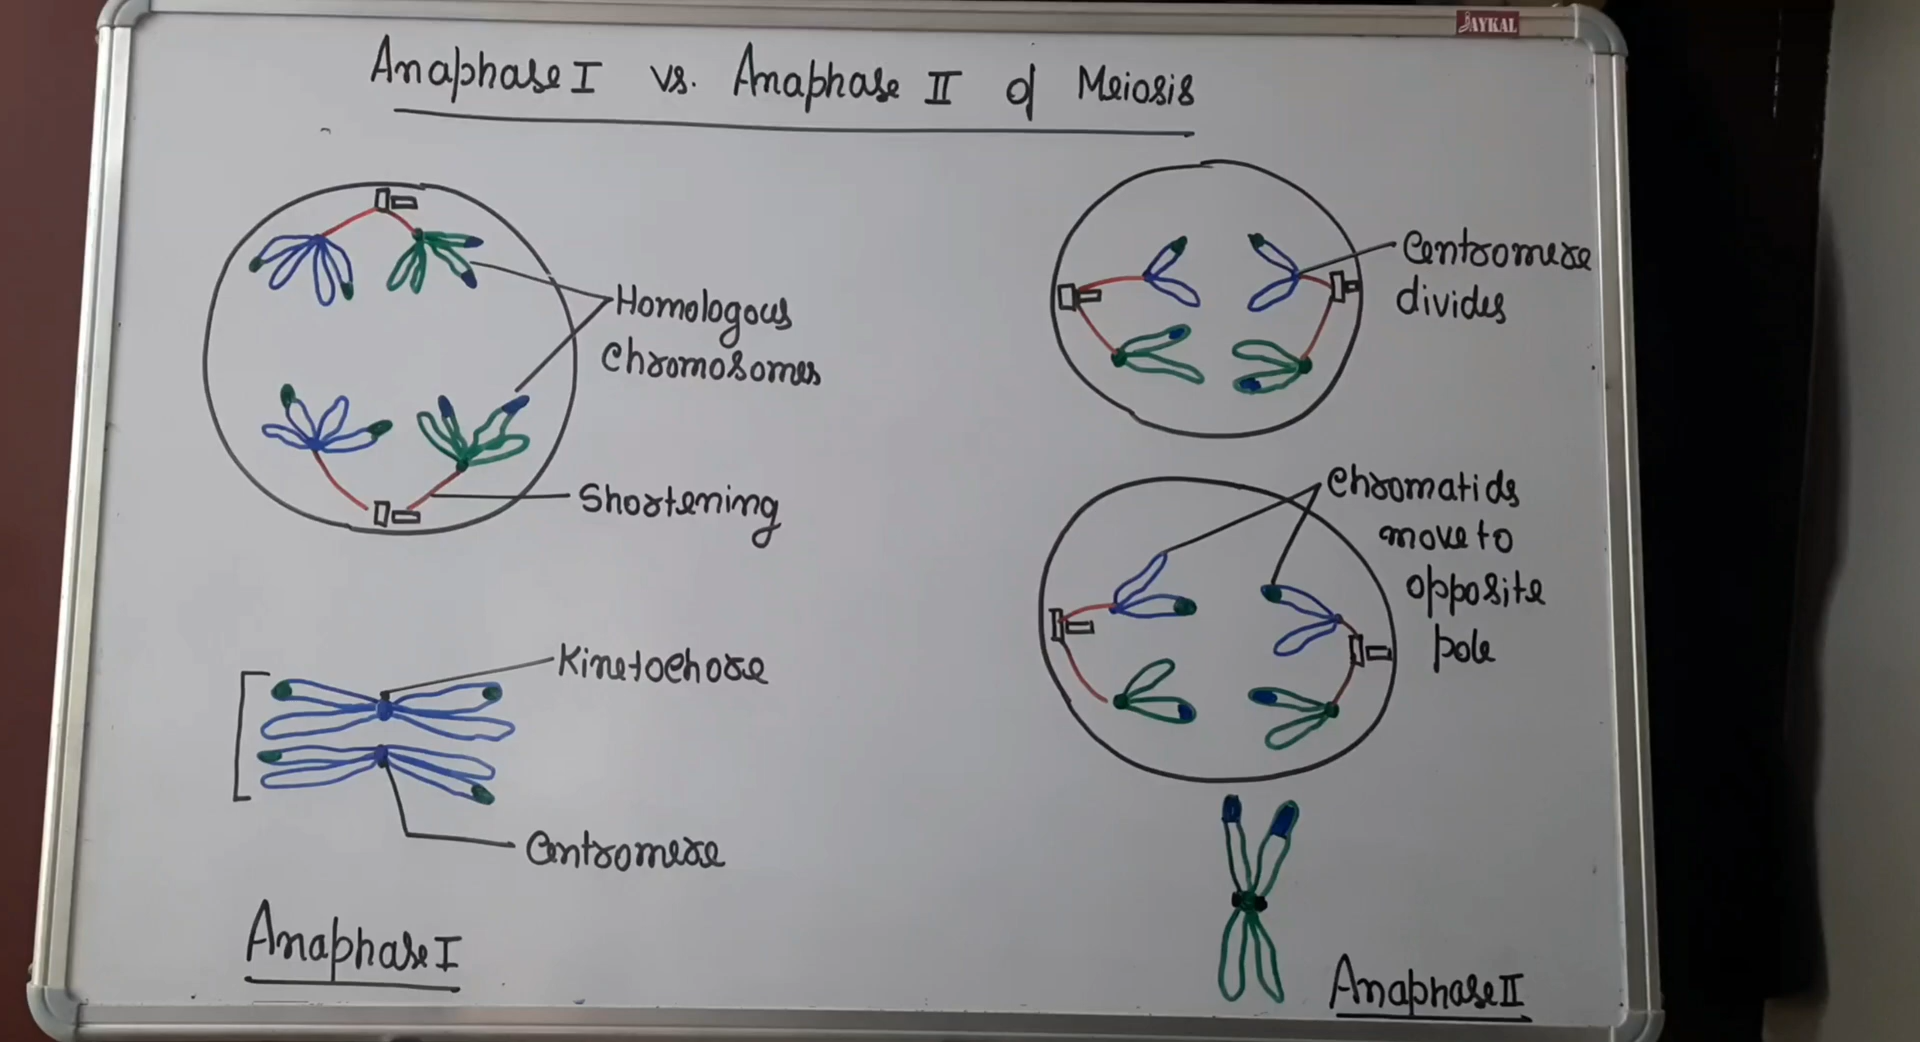 JAYKAL
Anaphase I vs. Anaphase II of Meiosis
Homologous
Chromosomes
Shortening
Kinetochore
Centromere
Anaphase I
Centromere
divides
Chromatids
move to
opposite
pole
Anaphase II